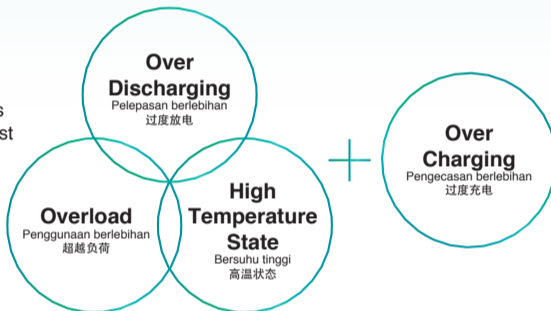 Over
Discharging
Pelepasan berlebihan
过度放电
st
Over
Charging
Pengecasan berlebihan
过度充电
Overload
Penggunaan berlebihan
超越负荷
High
Temperature
State
Bersuhu tinggi
高温状态